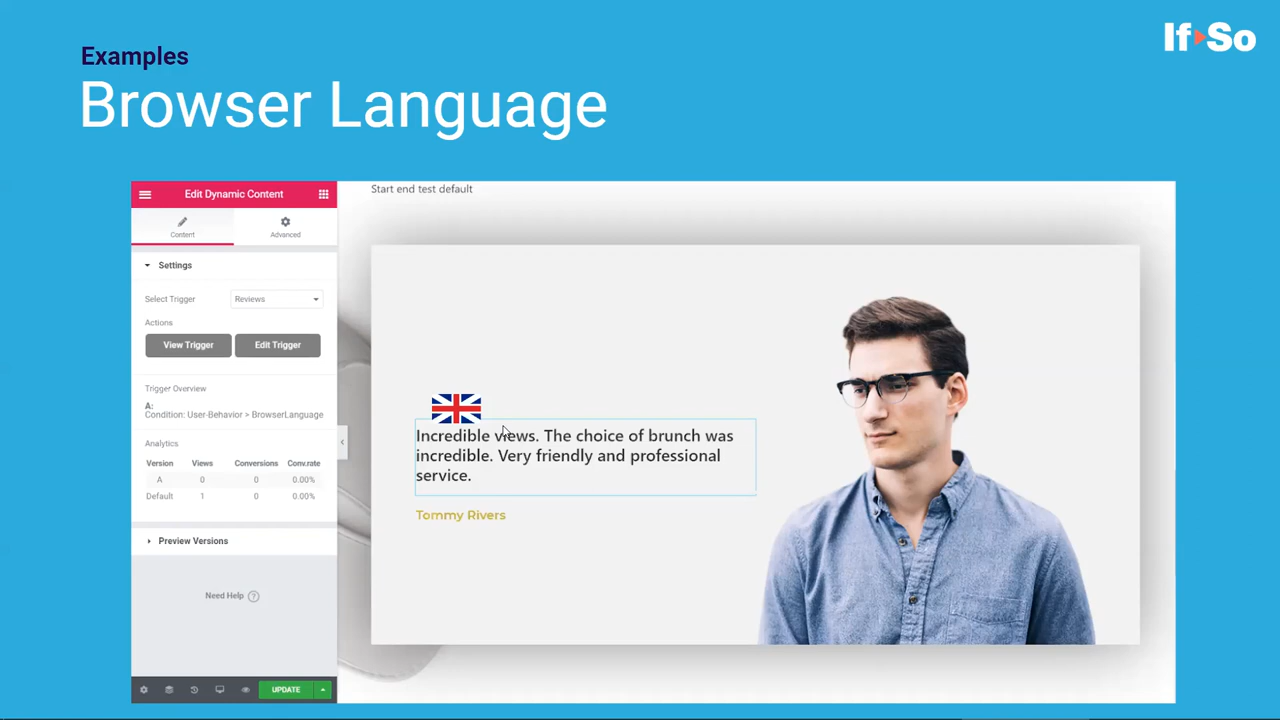 If So
Examples
Browser Language
Edit Dynamic Content
Content
Advanced
Settings
Select Trigger
Reviews
Actions
View Trigger
Edit Trigger
Trigger Overview
A:
Condition: User-Behavior > BrowserLanguage
Analytics
Version Views Conversions Conv.rate
A 0 0 0.00%
Default 1 0 0.00%
Preview Versions
Need Help ?
UPDATE
Start end test default
Incredible views. The choice of brunch was
incredible. Very friendly and professional
service.
Tommy Rivers